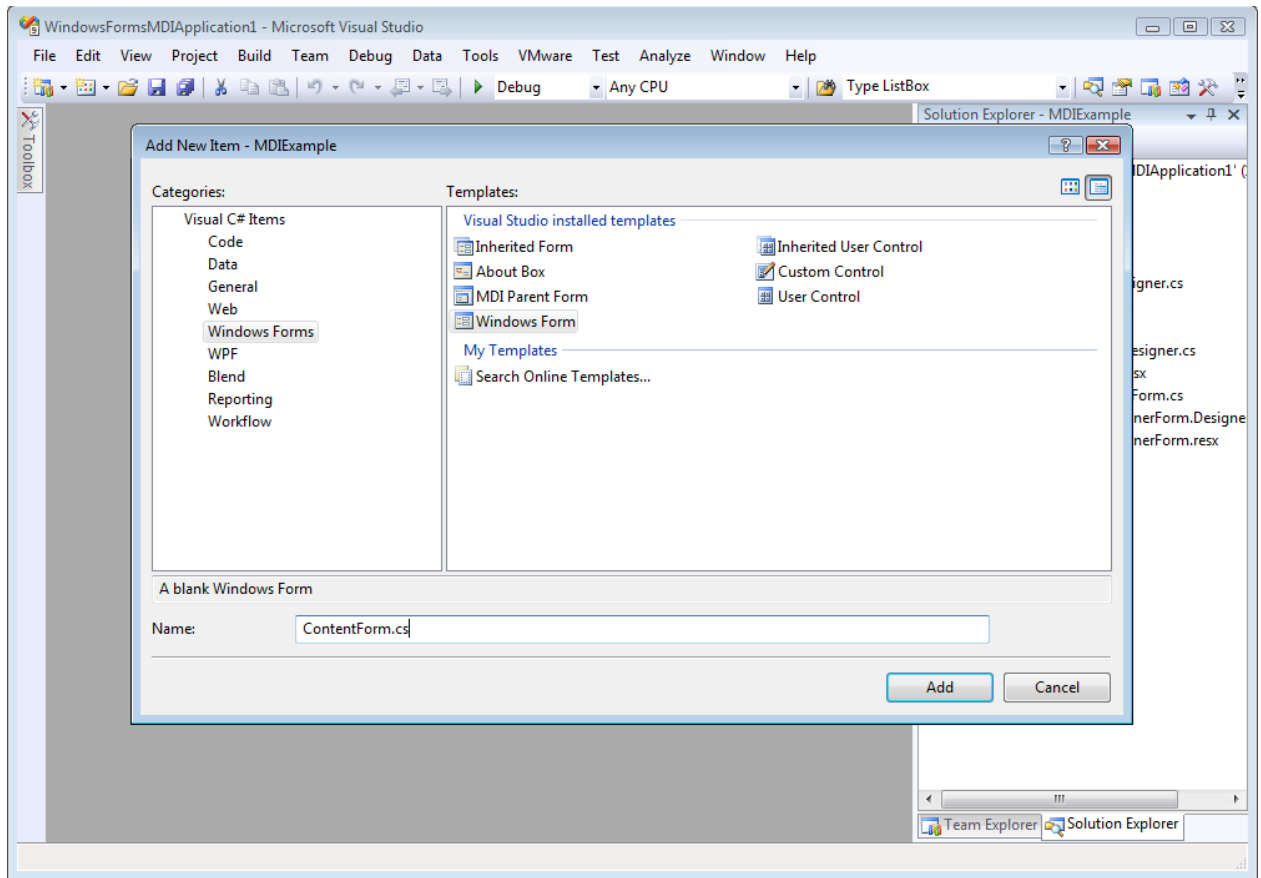 WindowsFormsMDIApplication1 - Microsoft Visual Studio
File Edit View Project Build Team Debug Data Tools VMware Test Analyze Window Help
Debug Any CPU Type ListBox
Solution Explorer - MDIExample
Toolbox
Add New Item - MDIExample
Categories: Templates:
Visual C# Items
Code
Data
General
Web
Windows Forms
WPF
Blend
Reporting
Workflow
Visual Studio installed templates
Inherited Form Inherited User Control
About Box Custom Control
MDI Parent Form User Control
Windows Form
My Templates
Search Online Templates...
A blank Windows Form
Name: ContentForm.cs
Add Cancel
MDIApplication1' (
igner.cs
esigner.cs
sx
Form.cs
nerForm.Designe
nerForm.resx
Team Explorer Solution Explorer